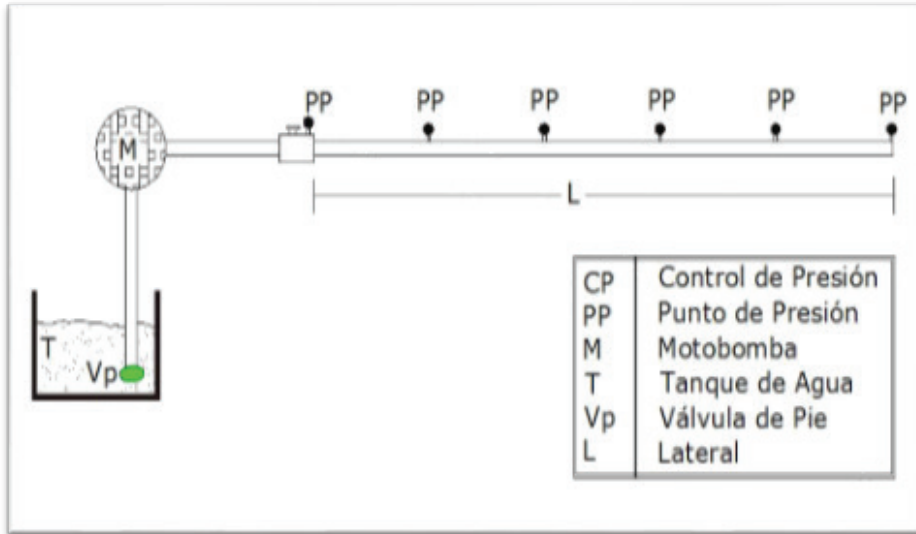 PP PP PP PP PP PP
M
L
T
Vp
CP Control de Presión
PP Punto de Presión
M Motobomba
T Tanque de Agua
Vp Válvula de Pie
L Lateral